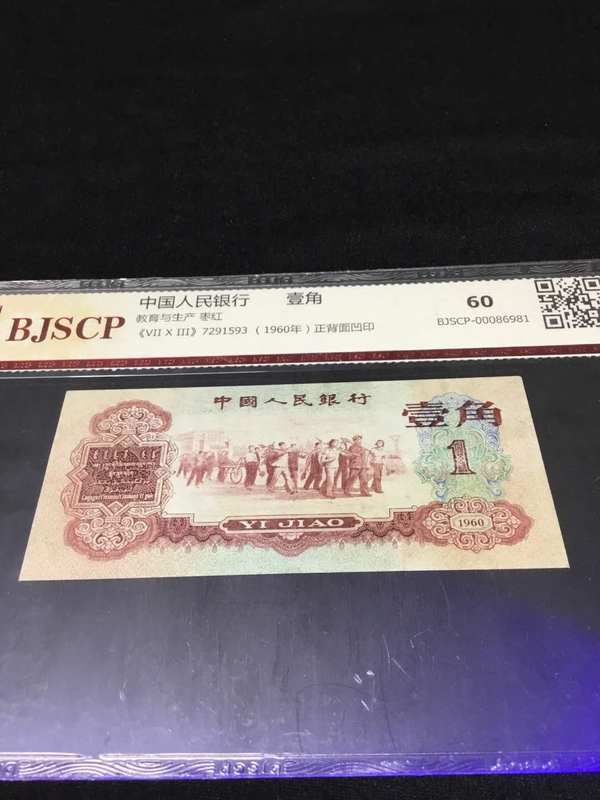 BJSCP
中国人民银行 壹角
教育与生产 枣红
《VII X III》7291593 （1960年）正背面凹印
60
BJSCP-00086981
中國人民銀行
壹角
1
YI JIAO
1960